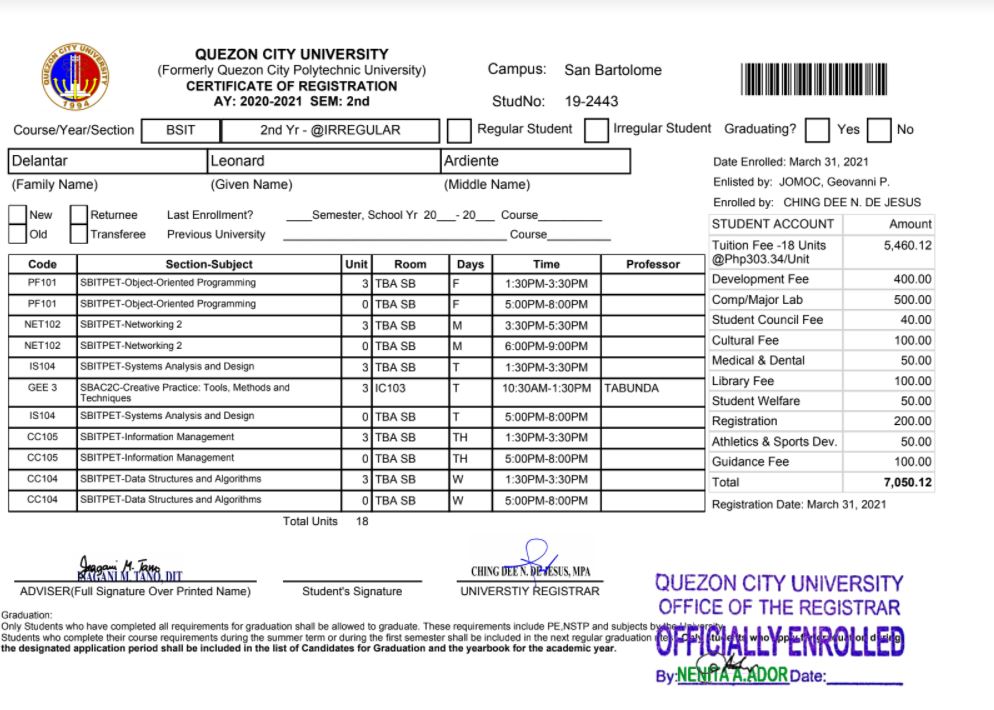 QUEZON CITY UNIVERSITY
1994
QUEZON CITY UNIVERSITY
(Formerly Quezon City Polytechnic University)
CERTIFICATE OF REGISTRATION
AY: 2020-2021 SEM: 2nd
Campus: San Bartolome
StudNo: 19-2443
Course/Year/Section BSIT 2nd Yr - @IRREGULAR Regular Student Irregular Student Graduating? Yes No
Delantar Leonard Ardiente
(Family Name) (Given Name) (Middle Name)
Date Enrolled: March 31, 2021
Enlisted by: JOMOC, Geovanni P.
Enrolled by: CHING DEE N. DE JESUS
New Returnee Last Enrollment? ____Semester, School Yr 20___- 20___ Course__________
Old Transferee Previous University ___________________________________ Course__________
Code Section-Subject Unit Room Days Time Professor
PF101 SBITPET-Object-Oriented Programming 3 TBA SB F 1:30PM-3:30PM
PF101 SBITPET-Object-Oriented Programming 0 TBA SB F 5:00PM-8:00PM
NET102 SBITPET-Networking 2 3 TBA SB M 3:30PM-5:30PM
NET102 SBITPET-Networking 2 0 TBA SB M 6:00PM-9:00PM
IS104 SBITPET-Systems Analysis and Design 3 TBA SB T 1:30PM-3:30PM
GEE 3 SBAC2C-Creative Practice: Tools, Methods and 3 IC103 T 10:30AM-1:30PM TABUNDA
Techniques
IS104 SBITPET-Systems Analysis and Design 0 TBA SB T 5:00PM-8:00PM
CC105 SBITPET-Information Management 3 TBA SB TH 1:30PM-3:30PM
CC105 SBITPET-Information Management 0 TBA SB TH 5:00PM-8:00PM
CC104 SBITPET-Data Structures and Algorithms 3 TBA SB W 1:30PM-3:30PM
CC104 SBITPET-Data Structures and Algorithms 0 TBA SB W 5:00PM-8:00PM
Total Units 18
STUDENT ACCOUNT Amount
Tuition Fee -18 Units 5,460.12
@Php303.34/Unit
Development Fee 400.00
Comp/Major Lab 500.00
Student Council Fee 40.00
Cultural Fee 100.00
Medical & Dental 50.00
Library Fee 100.00
Student Welfare 50.00
Registration 200.00
Athletics & Sports Dev. 50.00
Guidance Fee 100.00
Total 7,050.12
Registration Date: March 31, 2021
M. TANO, DIT
ADVISER(Full Signature Over Printed Name)
Student's Signature
CHING DEE N. DE JESUS, MPA
UNIVERSTIY REGISTRAR
Graduation:
Only Students who have completed all requirements for graduation shall be allowed to graduate. These requirements include PE,NSTP and subjects by the University.
Students who complete their course requirements during the summer term or during the first semester shall be included in the next regular graduation
the designated application period shall be included in the list of Candidates for Graduation and the yearbook for the academic year.
QUEZON CITY UNIVERSITY
OFFICE OF THE REGISTRAR
OFFICIALLY ENROLLED
By: NENITA A. ADOR Date:__________